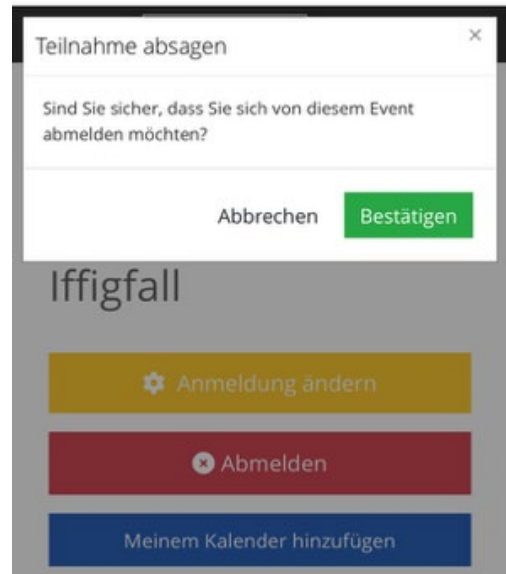 Teilnahme absagen
×
Sind Sie sicher, dass Sie sich von diesem Event
abmelden möchten?
Abbrechen Bestätigen
Iffigfall
Anmeldung ändern
Abmelden
Meinem Kalender hinzufügen